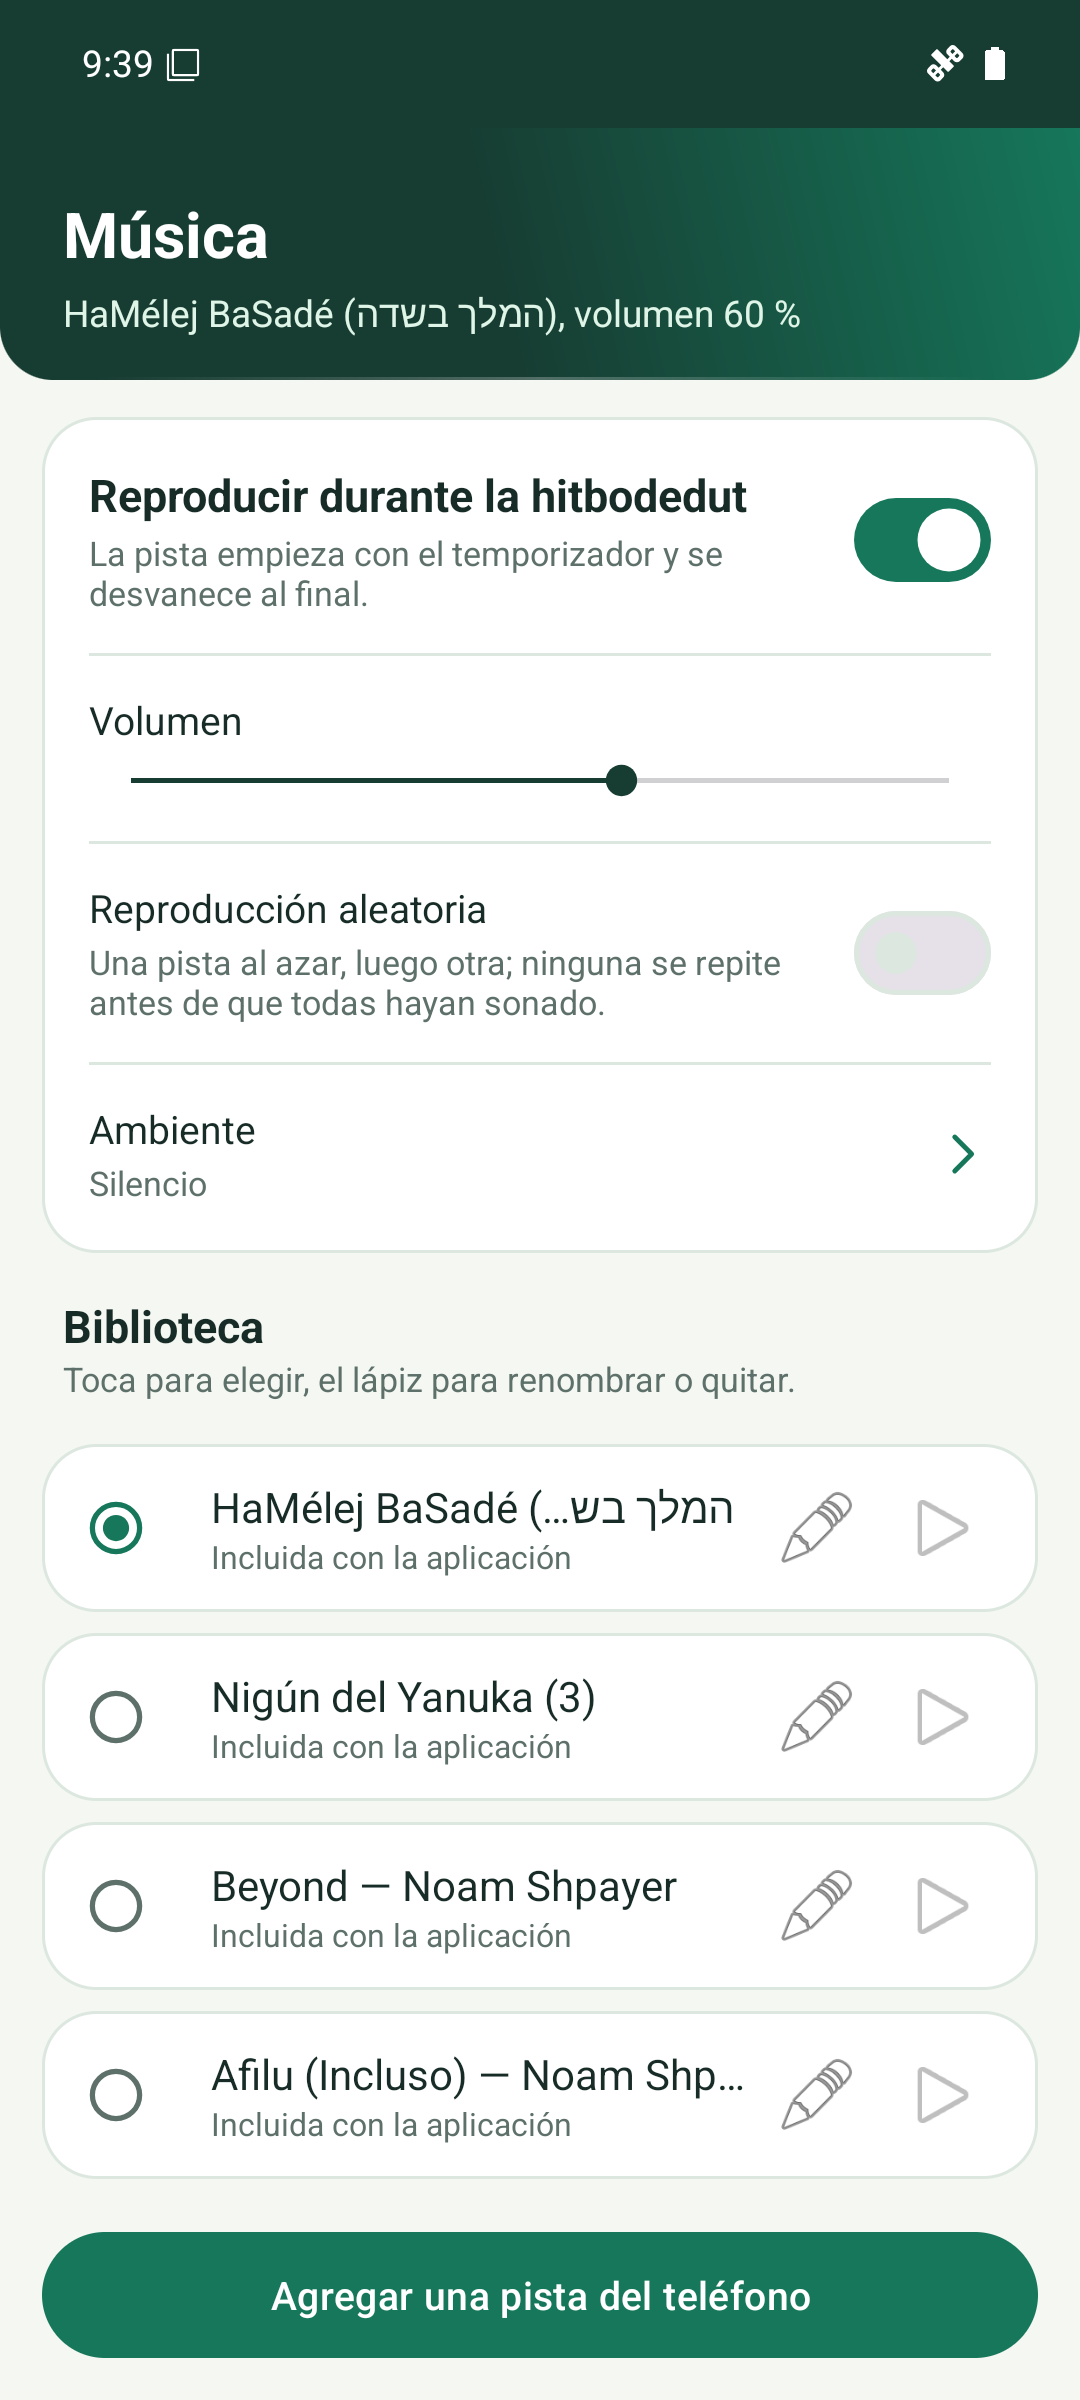 9:39
Música
HaMélej BaSadé (המלך בשדה), volumen 60 %
Reproducir durante la hitbodedut
La pista empieza con el temporizador y se
desvanece al final.
Volumen
Reproducción aleatoria
Una pista al azar, luego otra; ninguna se repite
antes de que todas hayan sonado.
Ambiente
Silencio
Biblioteca
Toca para elegir, el lápiz para renombrar o quitar.
HaMélej BaSadé (המלך בש…
Incluida con la aplicación
Nigún del Yanuka (3)
Incluida con la aplicación
Beyond — Noam Shpayer
Incluida con la aplicación
Afilu (Incluso) — Noam Shp…
Incluida con la aplicación
Agregar una pista del teléfono